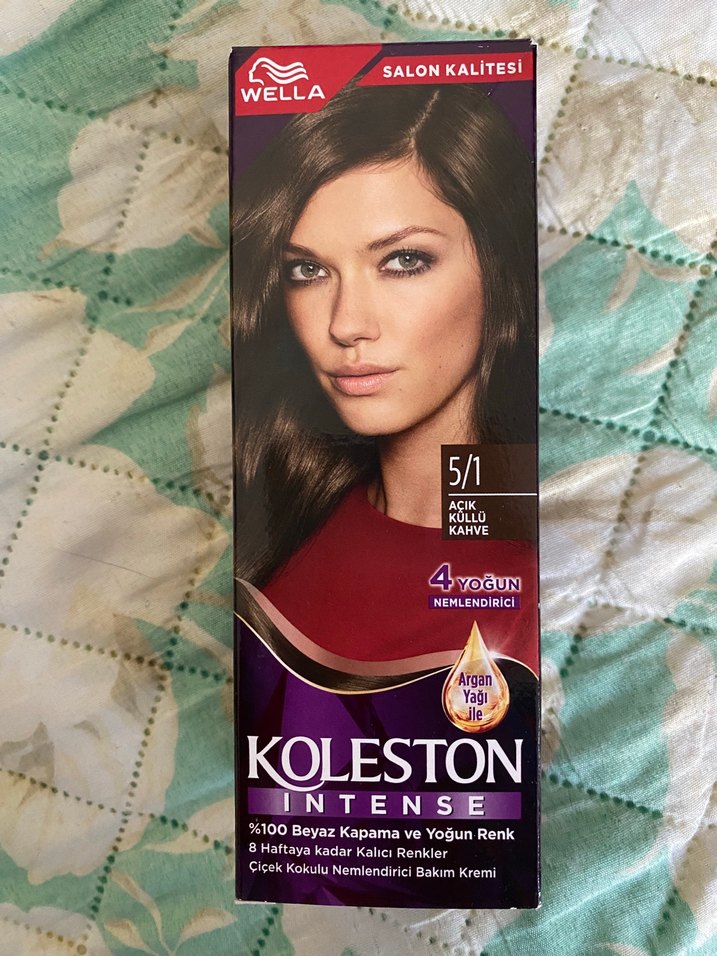 WELLA
SALON KALİTESİ
5/1
AÇIK
KÜLLÜ
KAHVE
4 YOĞUN
NEMLENDİRİCİ
Argan
Yağı
ile
KOLESTON
INTENSE
%100 Beyaz Kapama ve Yoğun Renk
8 Haftaya kadar Kalıcı Renkler
Çiçek Kokulu Nemlendirici Bakım Kremi